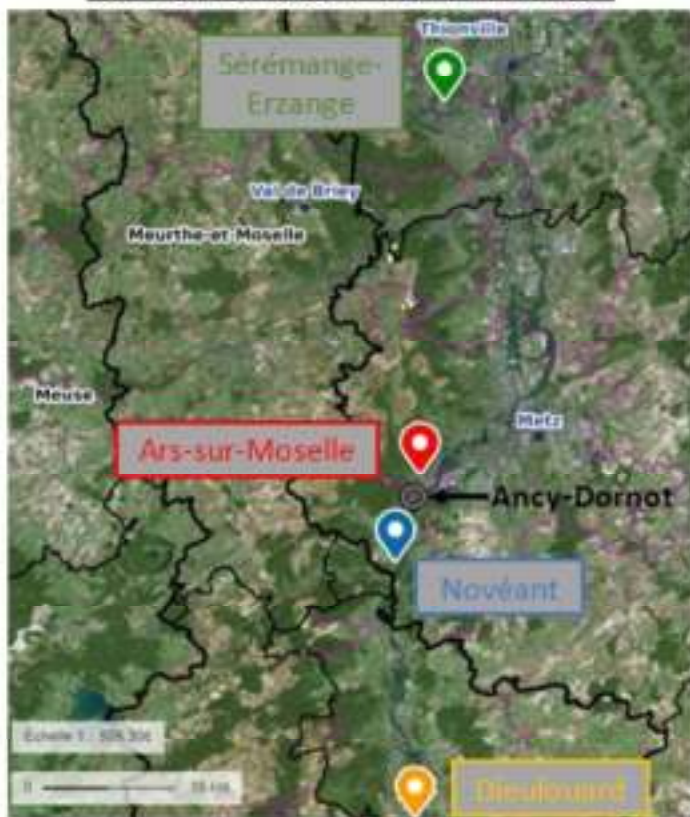 Thionville
Sérémange-
Erzange
Val de Briey
Meurthe-et-Moselle
Meuse
Metz
Ars-sur-Moselle
Ancy-Dornot
Novéant
Dieulouard